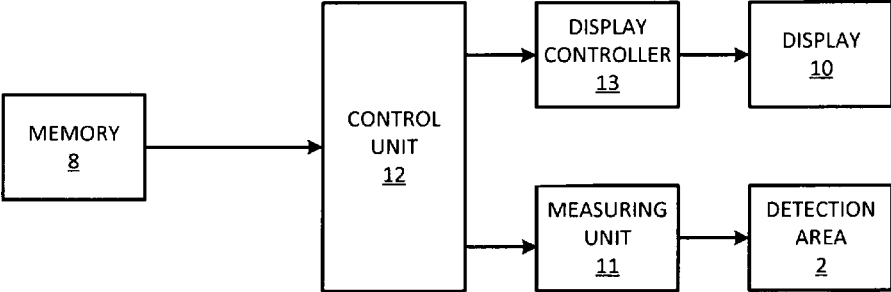 MEMORY
8
CONTROL
UNIT
12
DISPLAY
CONTROLLER
13
DISPLAY
10
MEASURING
UNIT
11
DETECTION
AREA
2